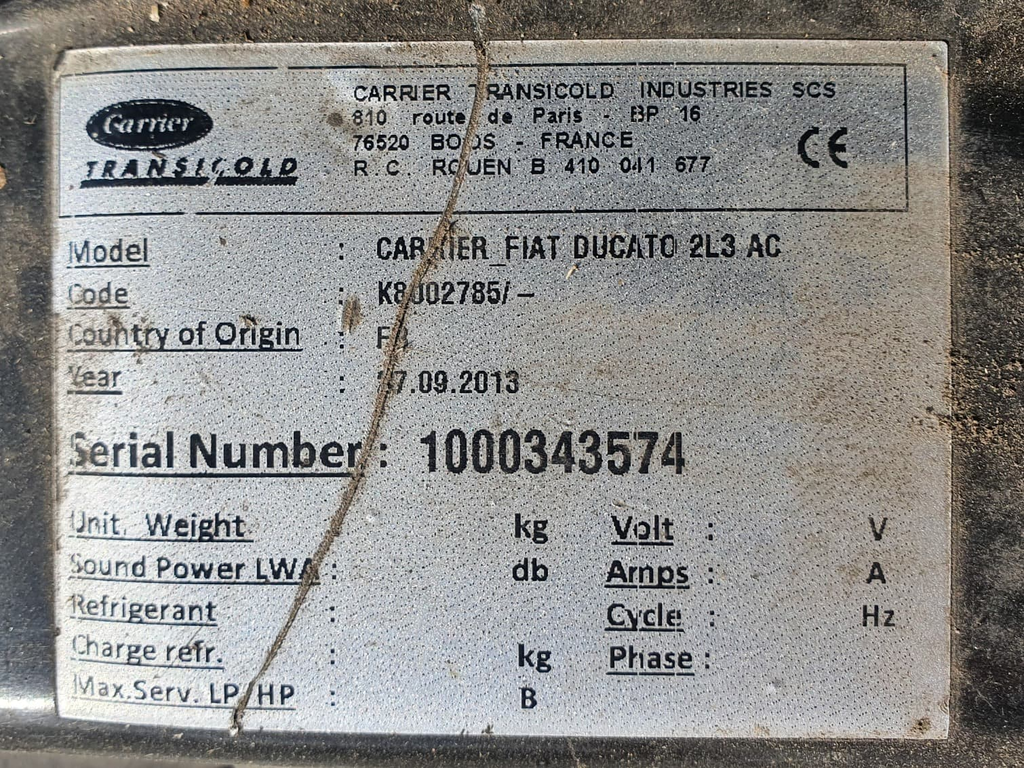 Carrier
TRANSICOLD
CARRIER TRANSICOLD INDUSTRIES SCS
810 route de Paris - BP 16
76520 BOOS - FRANCE
R C. ROUEN B 410 041 677
CE
Model : CARRIER_FIAT DUCATO 2L3 AC
Code : K8002785/-
Country of Origin : FR
Year : .09.2013
Serial Number : 1000343574
Unit. Weight kg Volt : V
Sound Power LWA : db Amps : A
Refrigerant : Cycle : Hz
Charge refr. : kg Phase :
Max.Serv. LP/HP : B